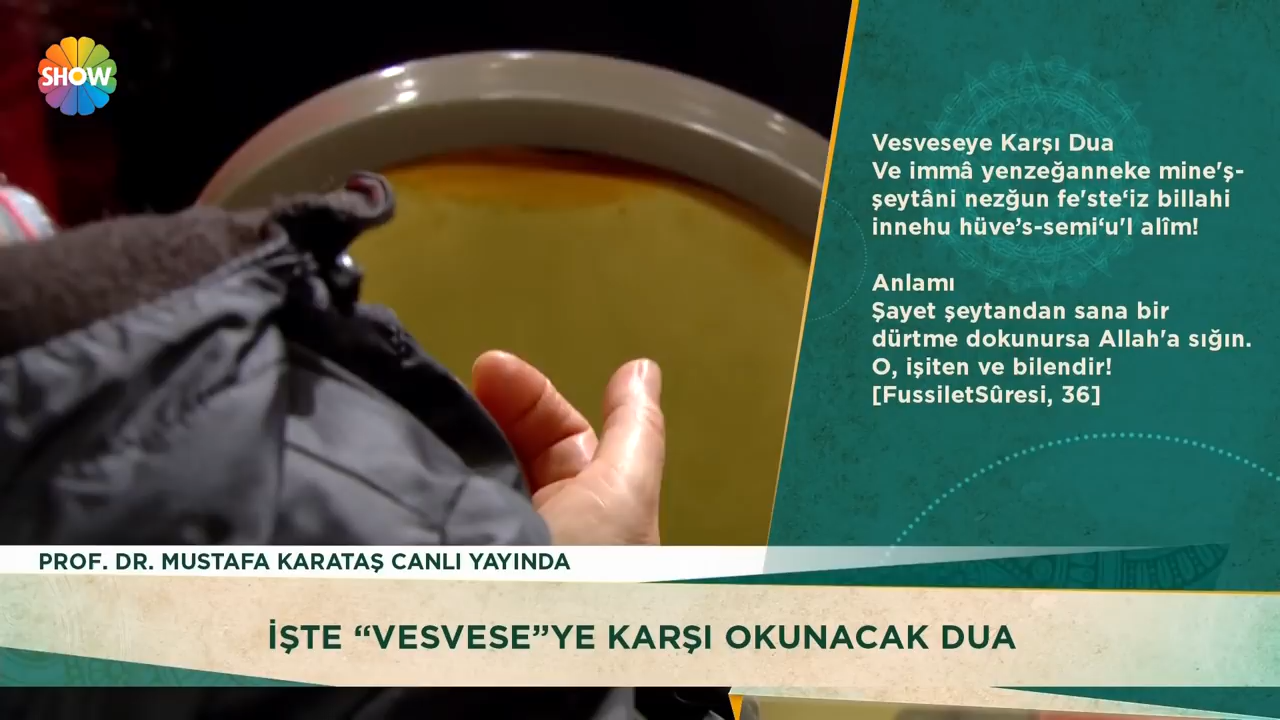 SHOW
Vesveseye Karşı Dua
Ve immâ yenzeğanneke mine'ş-
şeytâni nezğun fe'ste‘iz billahi
innehu hüve’s-semi‘u'l alîm!
Anlamı
Şayet şeytandan sana bir
dürtme dokunursa Allah'a sığın.
O, işiten ve bilendir!
[FussiletSûresi, 36]
PROF. DR. MUSTAFA KARATAŞ CANLI YAYINDA
İŞTE “VESVESE”YE KARŞI OKUNACAK DUA